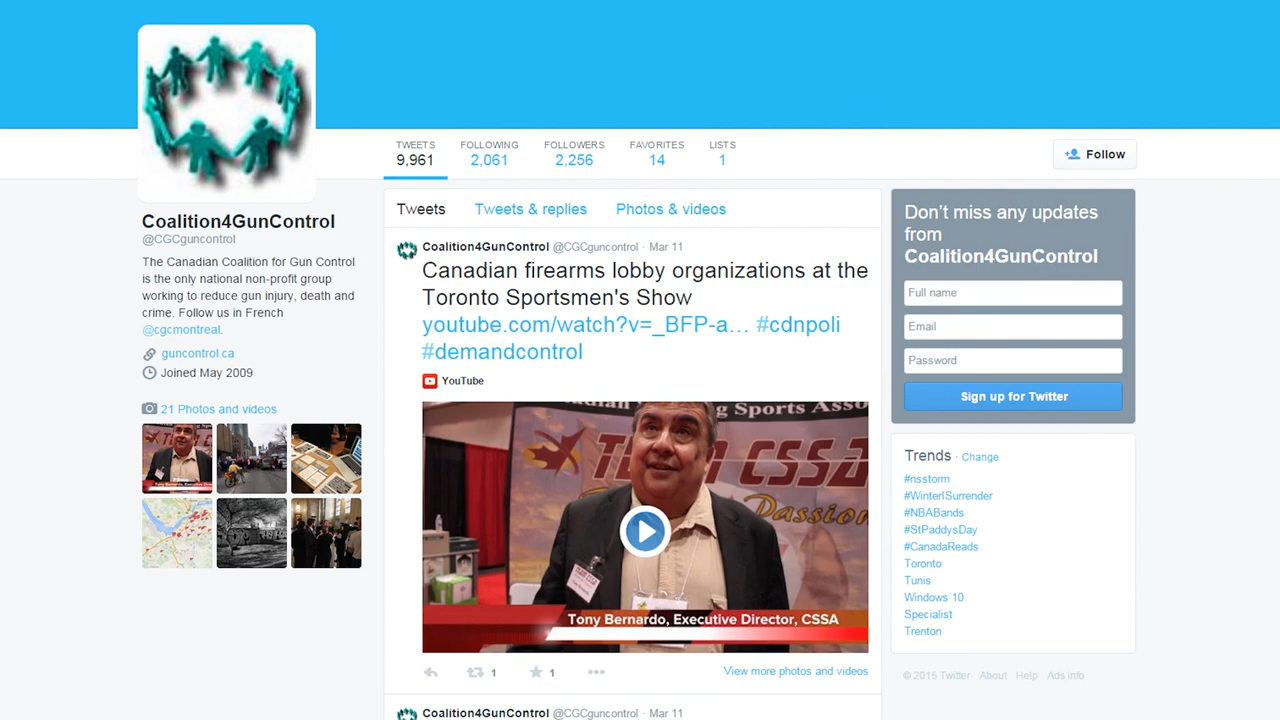 TWEETS FOLLOWING FOLLOWERS FAVORITES LISTS
9,961 2,061 2,256 14 1
Follow
Coalition4GunControl
@CGCguncontrol
The Canadian Coalition for Gun Control
is the only national non-profit group
working to reduce gun injury, death and
crime. Follow us in French
@cgcmontreal.
guncontrol.ca
Joined May 2009
21 Photos and videos
Tweets Tweets & replies Photos & videos
Coalition4GunControl @CGCguncontrol · Mar 11
Canadian firearms lobby organizations at the
Toronto Sportsmen's Show
youtube.com/watch?v=_BFP-a… #cdnpoli
#demandcontrol
YouTube
g Sports Asso
TEAM CSSA
Passion
Tony Bernardo, Executive Director, CSSA
1 1 View more photos and videos
Coalition4GunControl @CGCguncontrol · Mar 11
Don't miss any updates
from
Coalition4GunControl
Full name
Email
Password
Sign up for Twitter
Trends · Change
#nsstorm
#WinterISurrender
#NBABands
#StPaddysDay
#CanadaReads
Toronto
Tunis
Windows 10
Specialist
Trenton
© 2015 Twitter About Help Ads info